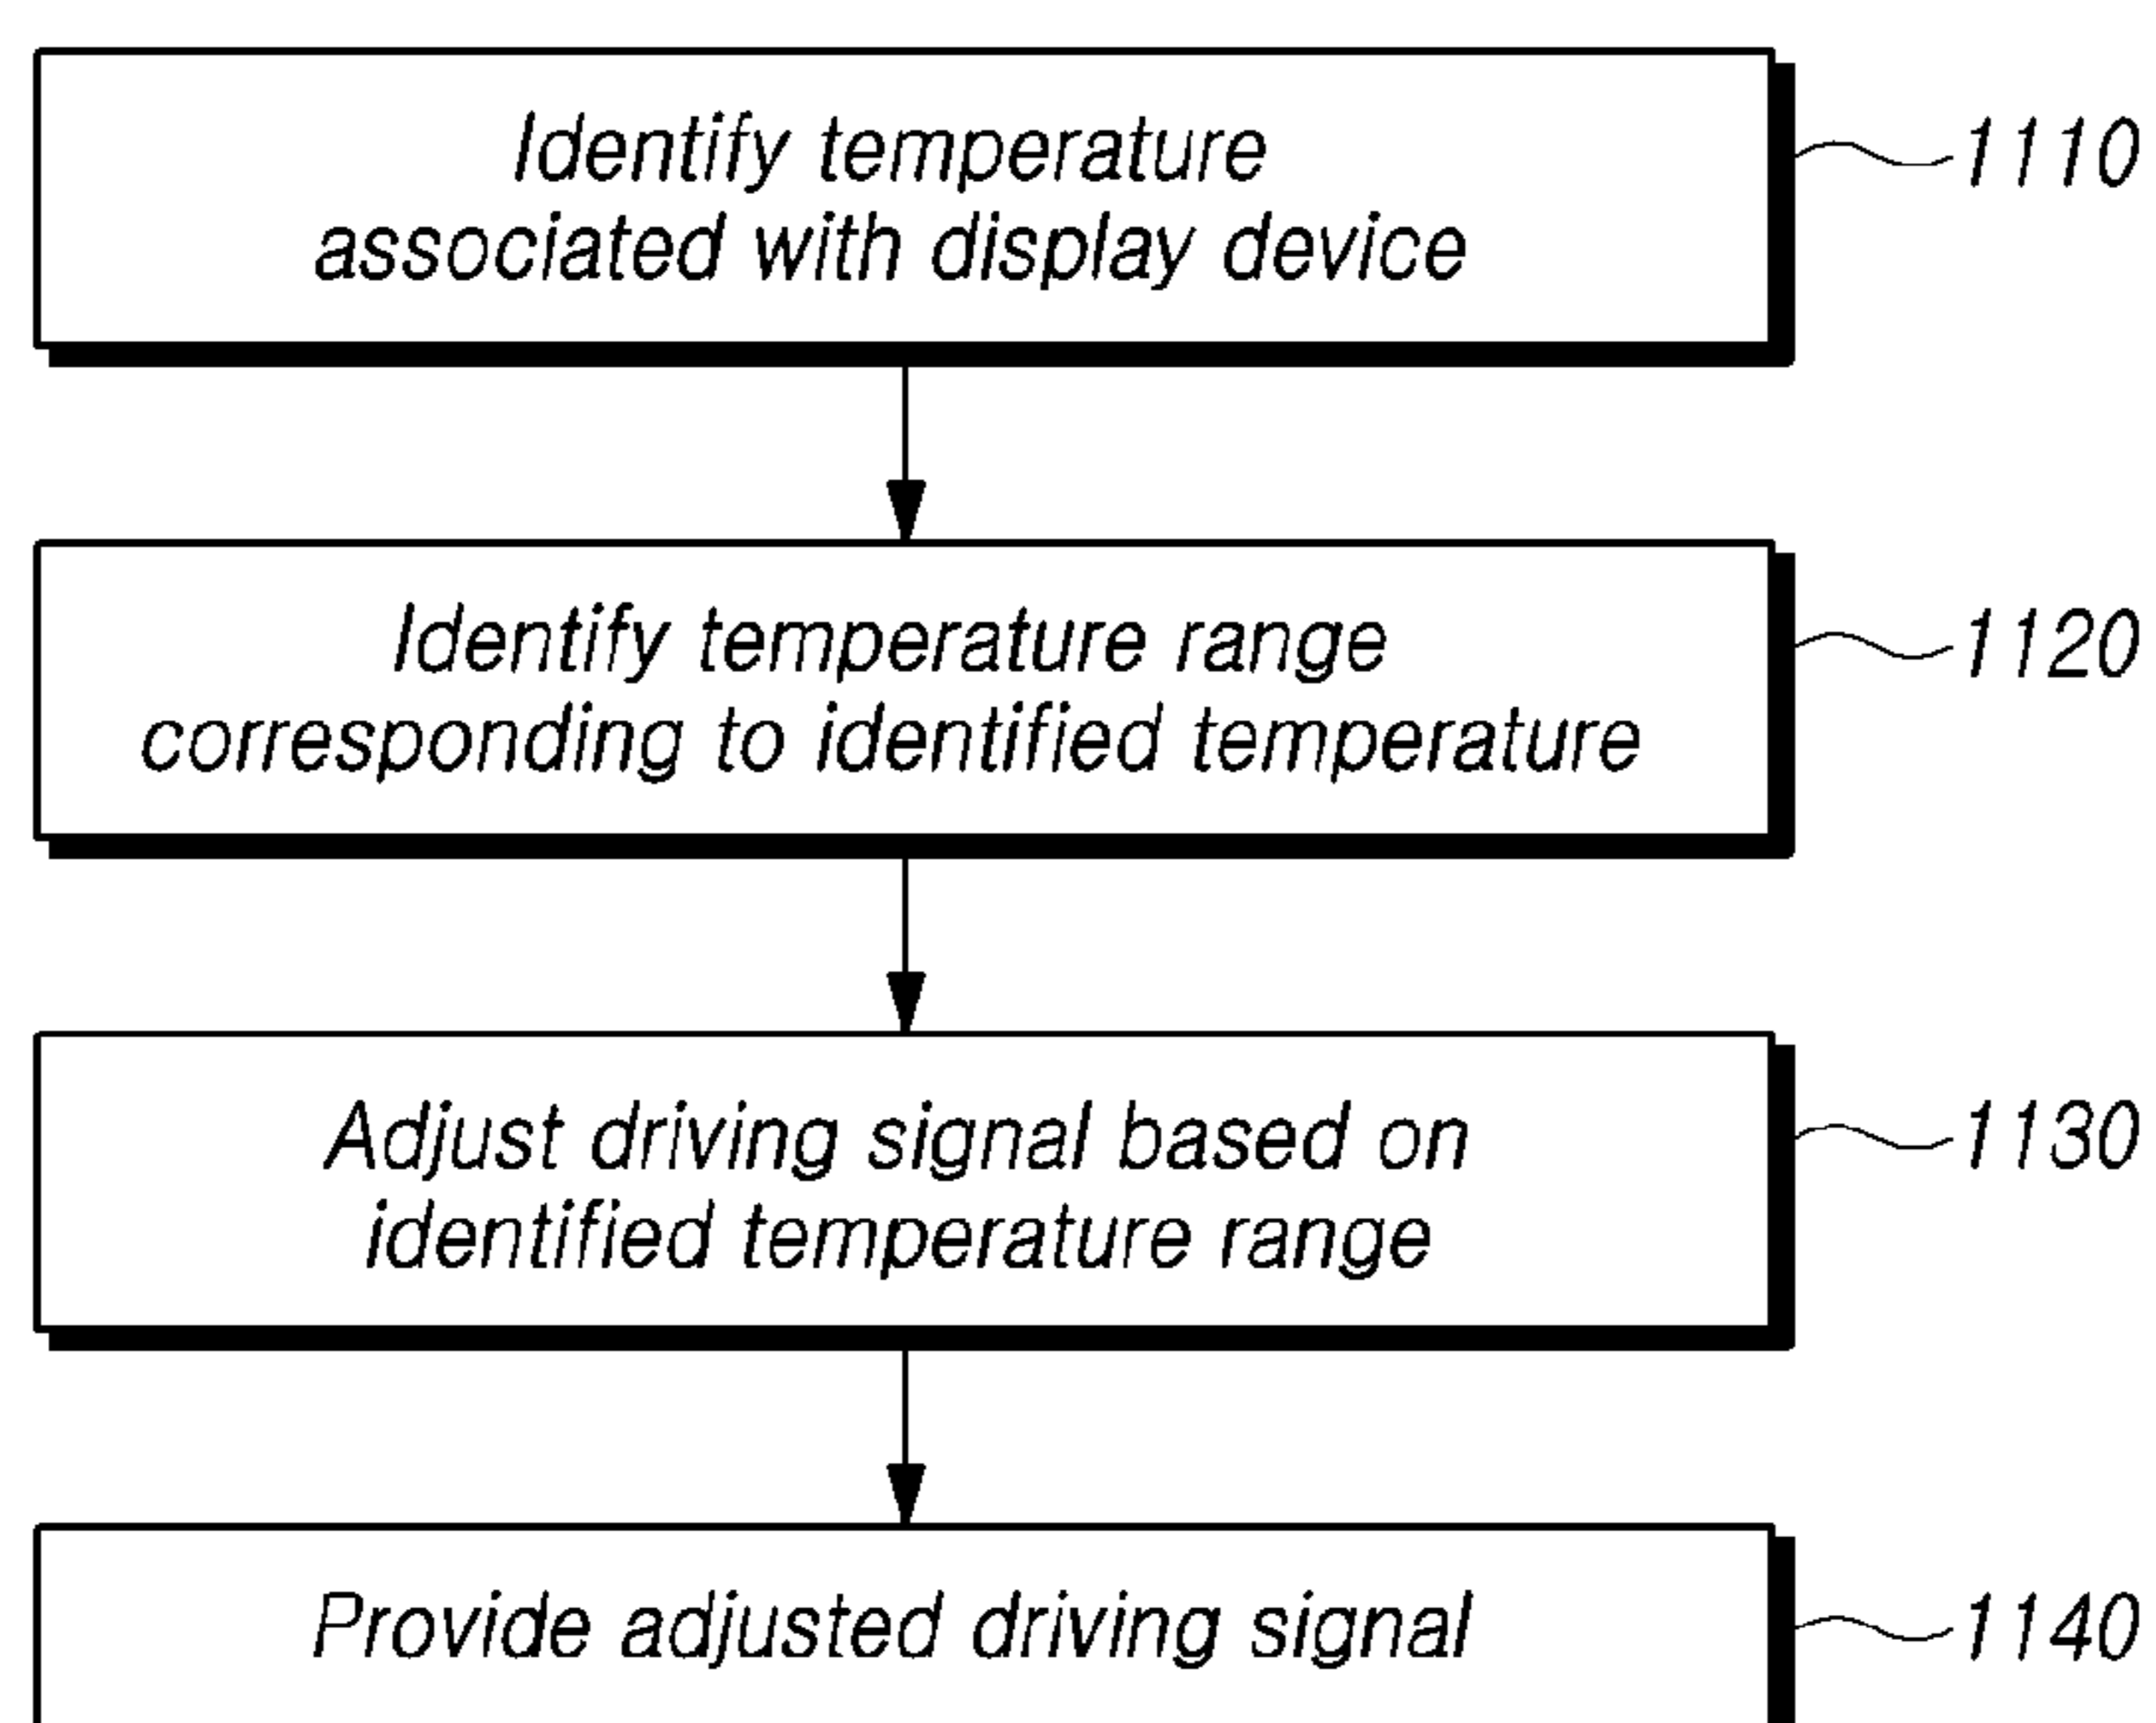 Identify temperature
associated with display device
1110
Identify temperature range
corresponding to identified temperature
1120
Adjust driving signal based on
identified temperature range
1130
Provide adjusted driving signal
1140